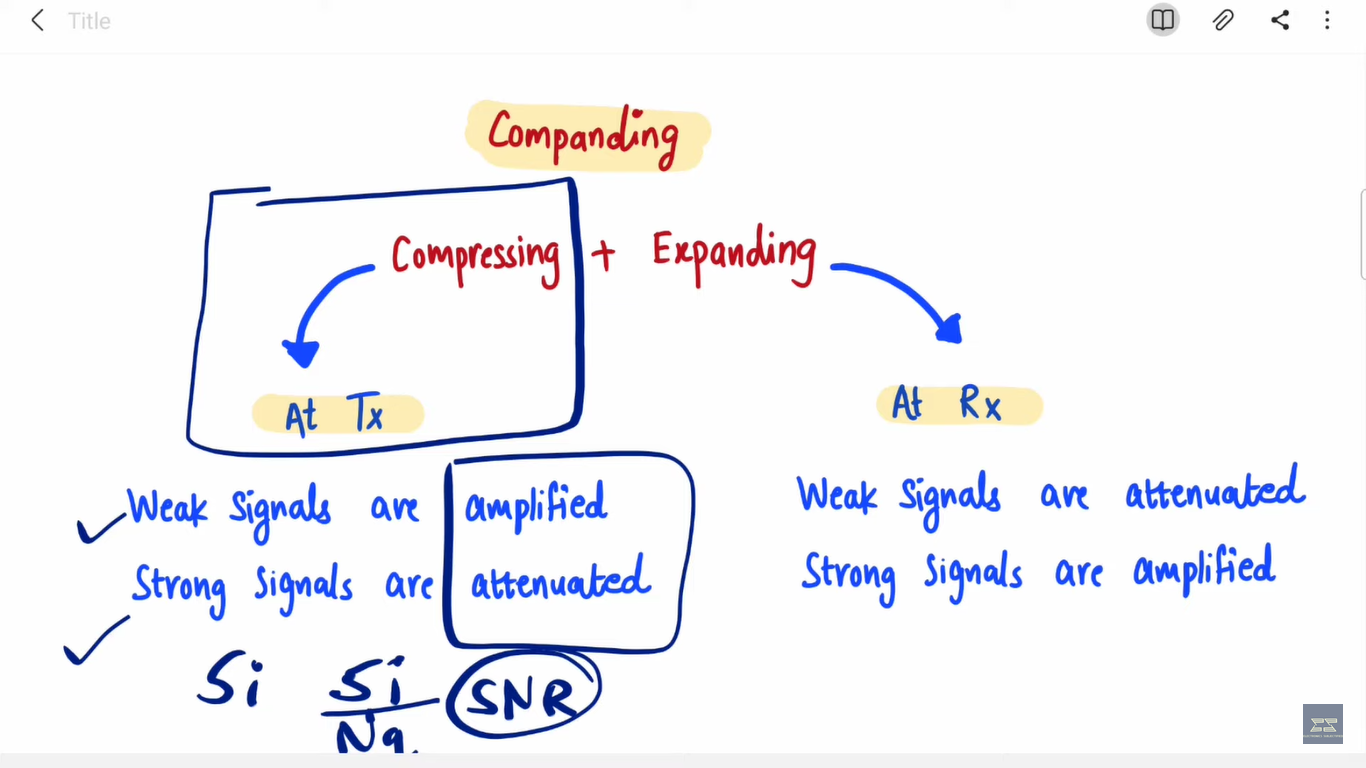 Title
Companding
Compressing + Expanding
At Tx
At Rx
Weak signals are amplified
Strong signals are attenuated
Weak signals are attenuated
Strong signals are amplified
Si Si SNR
Nq